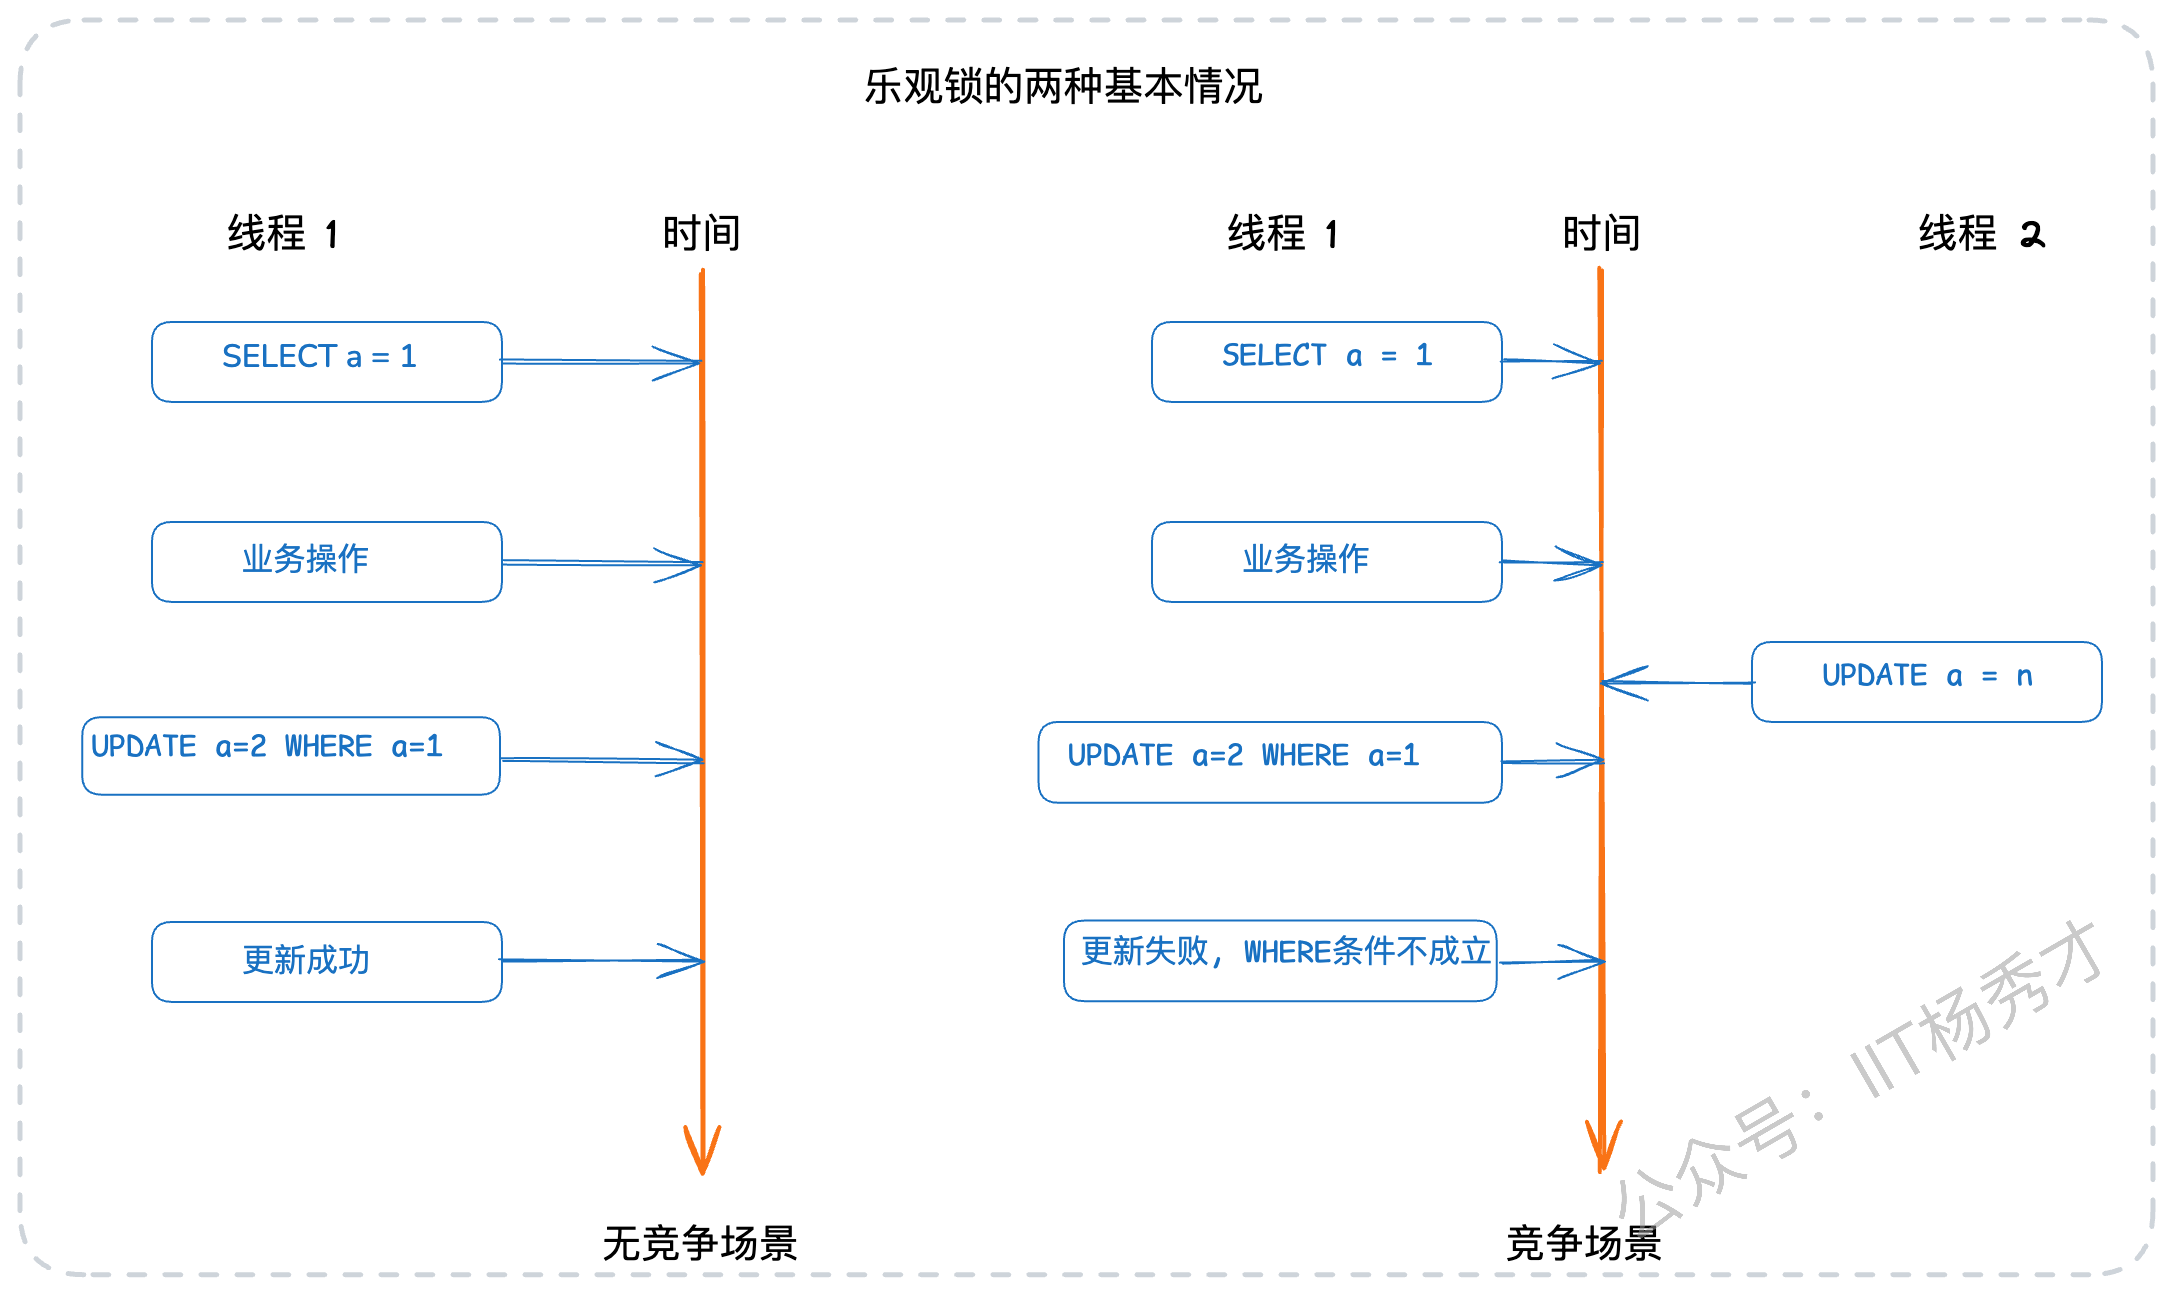 乐观锁的两种基本情况
线程 1
时间
SELECT a = 1
业务操作
UPDATE a=2 WHERE a=1
更新成功
无竞争场景
线程 1
时间
线程 2
SELECT a = 1
业务操作
UPDATE a = n
UPDATE a=2 WHERE a=1
更新失败，WHERE条件不成立
竞争场景
公众号：IIT杨秀才